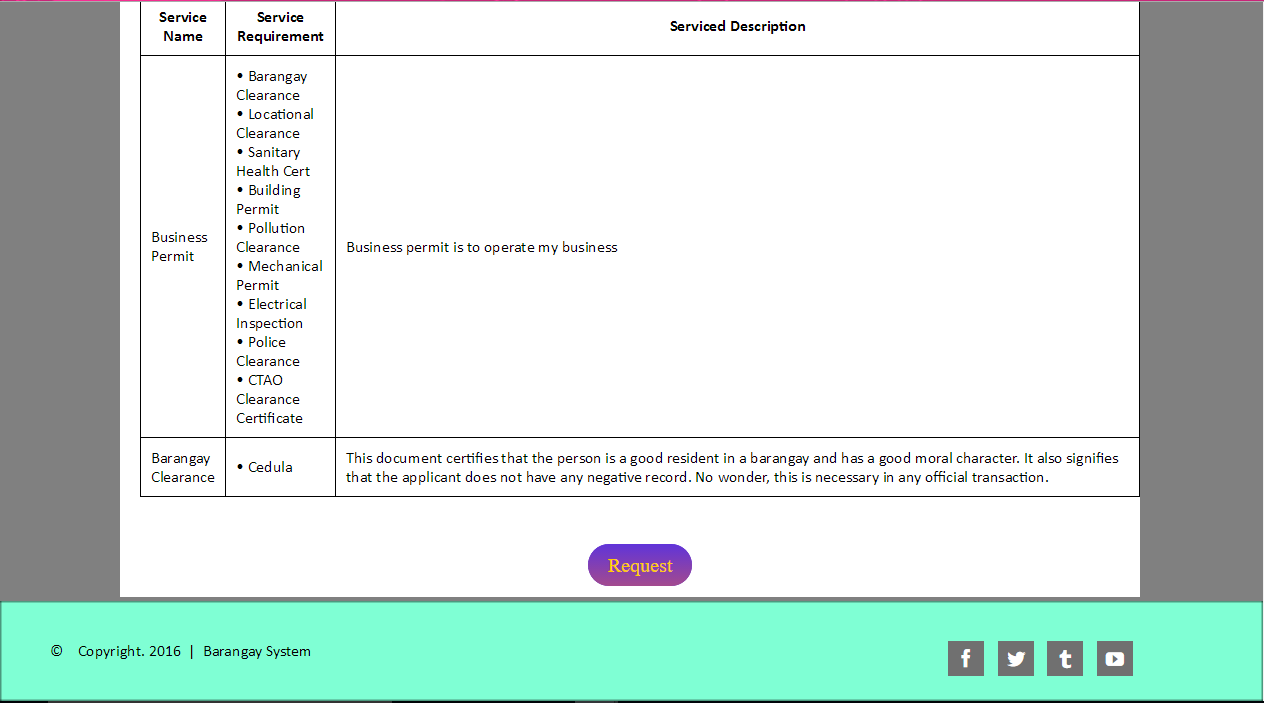 Service
Name
Service
Requirement
Serviced Description
Business
Permit
• Barangay
Clearance
• Locational
Clearance
• Sanitary
Health Cert
• Building
Permit
• Pollution
Clearance
• Mechanical
Permit
• Electrical
Inspection
• Police
Clearance
• CTAO
Clearance
Certificate
Business permit is to operate my business
Barangay
Clearance
• Cedula
This document certifies that the person is a good resident in a barangay and has a good moral character. It also signifies
that the applicant does not have any negative record. No wonder, this is necessary in any official transaction.
Request
© Copyright. 2016 | Barangay System